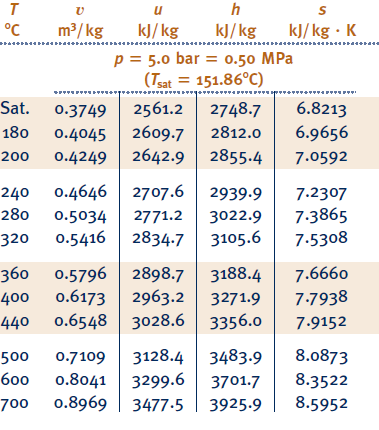 T v u h s
°C m³/kg kJ/kg kJ/kg kJ/kg · K
p = 5.0 bar = 0.50 MPa
(Tsat = 151.86°C)
Sat. 0.3749 2561.2 2748.7 6.8213
180 0.4045 2609.7 2812.0 6.9656
200 0.4249 2642.9 2855.4 7.0592
240 0.4646 2707.6 2939.9 7.2307
280 0.5034 2771.2 3022.9 7.3865
320 0.5416 2834.7 3105.6 7.5308
360 0.5796 2898.7 3188.4 7.6660
400 0.6173 2963.2 3271.9 7.7938
440 0.6548 3028.6 3356.0 7.9152
500 0.7109 3128.4 3483.9 8.0873
600 0.8041 3299.6 3701.7 8.3522
700 0.8969 3477.5 3925.9 8.5952